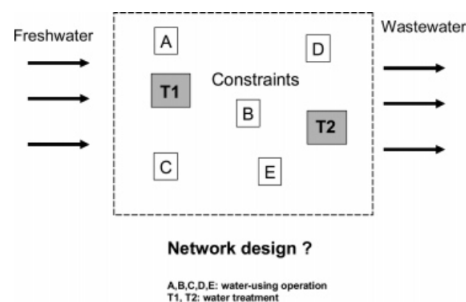 Freshwater
Wastewater
A
D
Constraints
T1
B
T2
C
E
Network design ?
A,B,C,D,E: water-using operation
T1, T2: water treatment